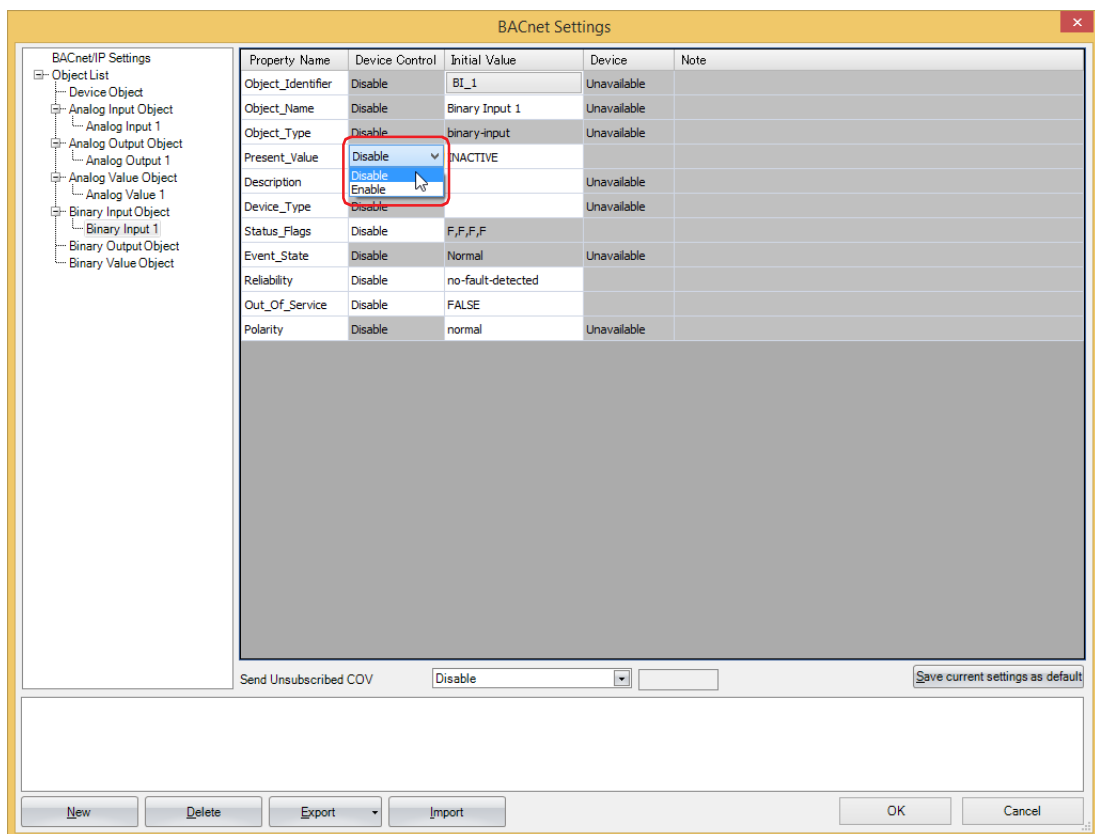 BACnet Settings
BACnet/IP Settings
Object List
Device Object
Analog Input Object
Analog Input 1
Analog Output Object
Analog Output 1
Analog Value Object
Analog Value 1
Binary Input Object
Binary Input 1
Binary Output Object
Binary Value Object
Property Name Device Control Initial Value Device Note
Object_Identifier Disable BI_1 Unavailable
Object_Name Disable Binary Input 1 Unavailable
Object_Type Disable binary-input Unavailable
Present_Value Disable INACTIVE
Disable
Enable
Description Unavailable
Device_Type Disable Unavailable
Status_Flags Disable F,F,F,F
Event_State Disable Normal Unavailable
Reliability Disable no-fault-detected
Out_Of_Service Disable FALSE
Polarity Disable normal Unavailable
Send Unsubscribed COV Disable Save current settings as default
New Delete Export Import OK Cancel